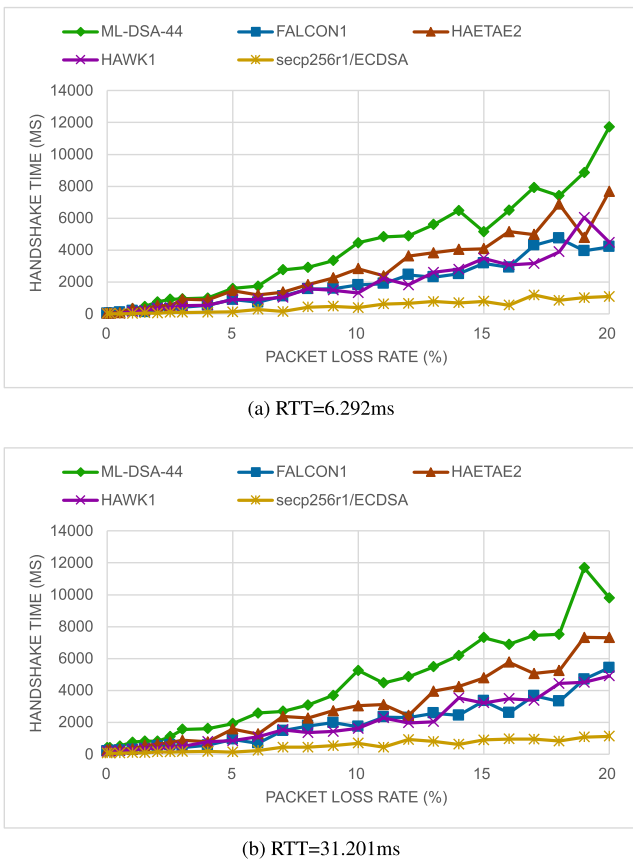 ML-DSA-44 FALCON1 HAETAE2
HAWK1 secp256r1/ECDSA
14000
12000
10000
8000
6000
4000
2000
0
HANDSHAKE TIME (MS)
0 5 10 15 20
PACKET LOSS RATE (%)
(a) RTT=6.292ms
ML-DSA-44 FALCON1 HAETAE2
HAWK1 secp256r1/ECDSA
14000
12000
10000
8000
6000
4000
2000
0
HANDSHAKE TIME (MS)
0 5 10 15 20
PACKET LOSS RATE (%)
(b) RTT=31.201ms